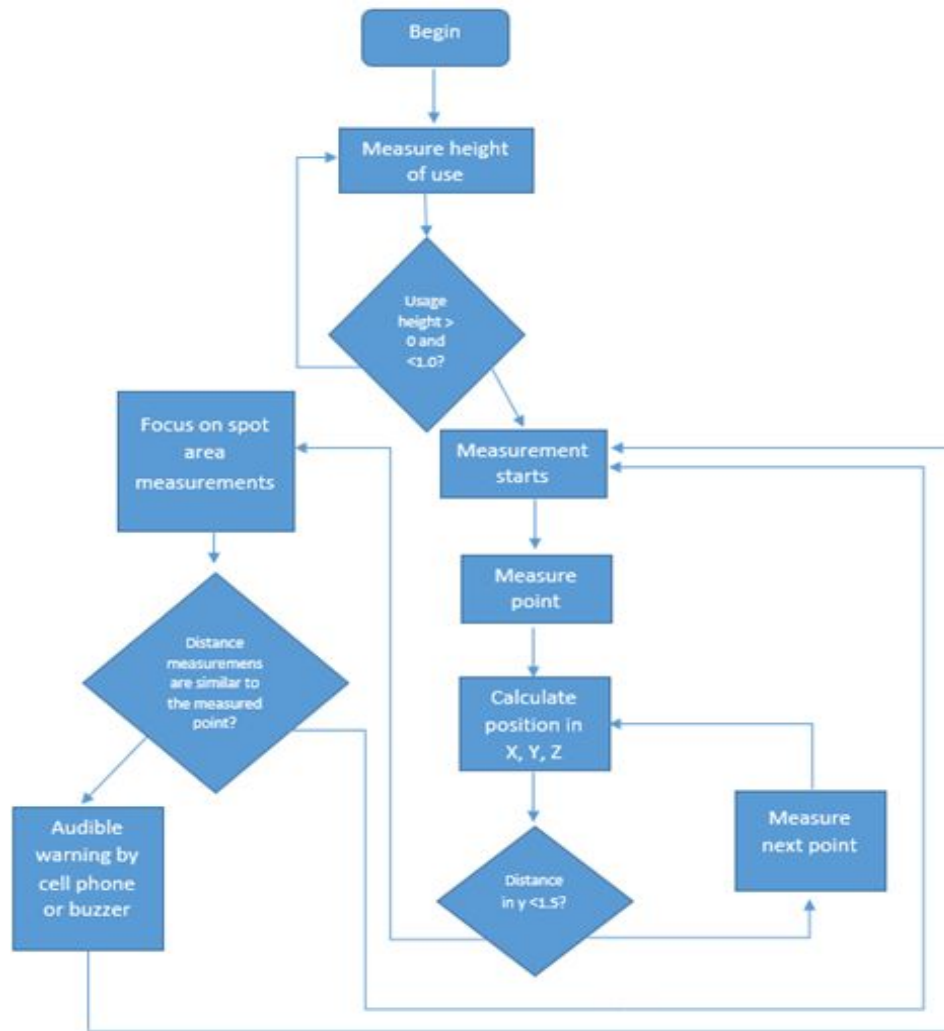 Begin
Measure height
of use
Usage
height >
0 and
<1.0?
Focus on spot
area
measurements
Measurement
starts
Measure
point
Distance
measuremens
are similar to
the measured
point?
Calculate
position in
X, Y, Z
Audible
warning by
cell phone
or buzzer
Measure
next point
Distance
in y <1.5?